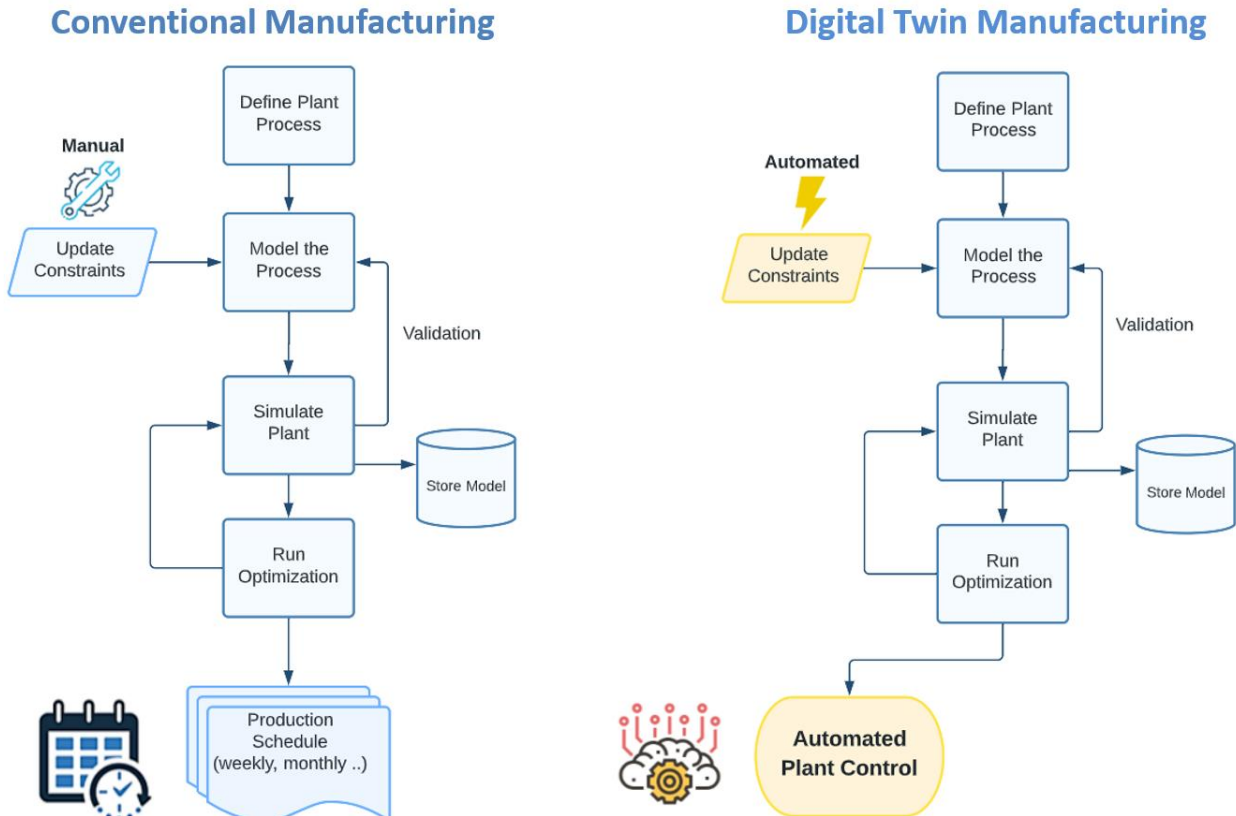 Conventional Manufacturing
Define Plant
Process
Manual
Update
Constraints
Model the
Process
Validation
Simulate
Plant
Store Model
Run
Optimization
Production
Schedule
(weekly, monthly ..)
Digital Twin Manufacturing
Define Plant
Process
Automated
Update
Constraints
Model the
Process
Validation
Simulate
Plant
Store Model
Run
Optimization
Automated
Plant Control